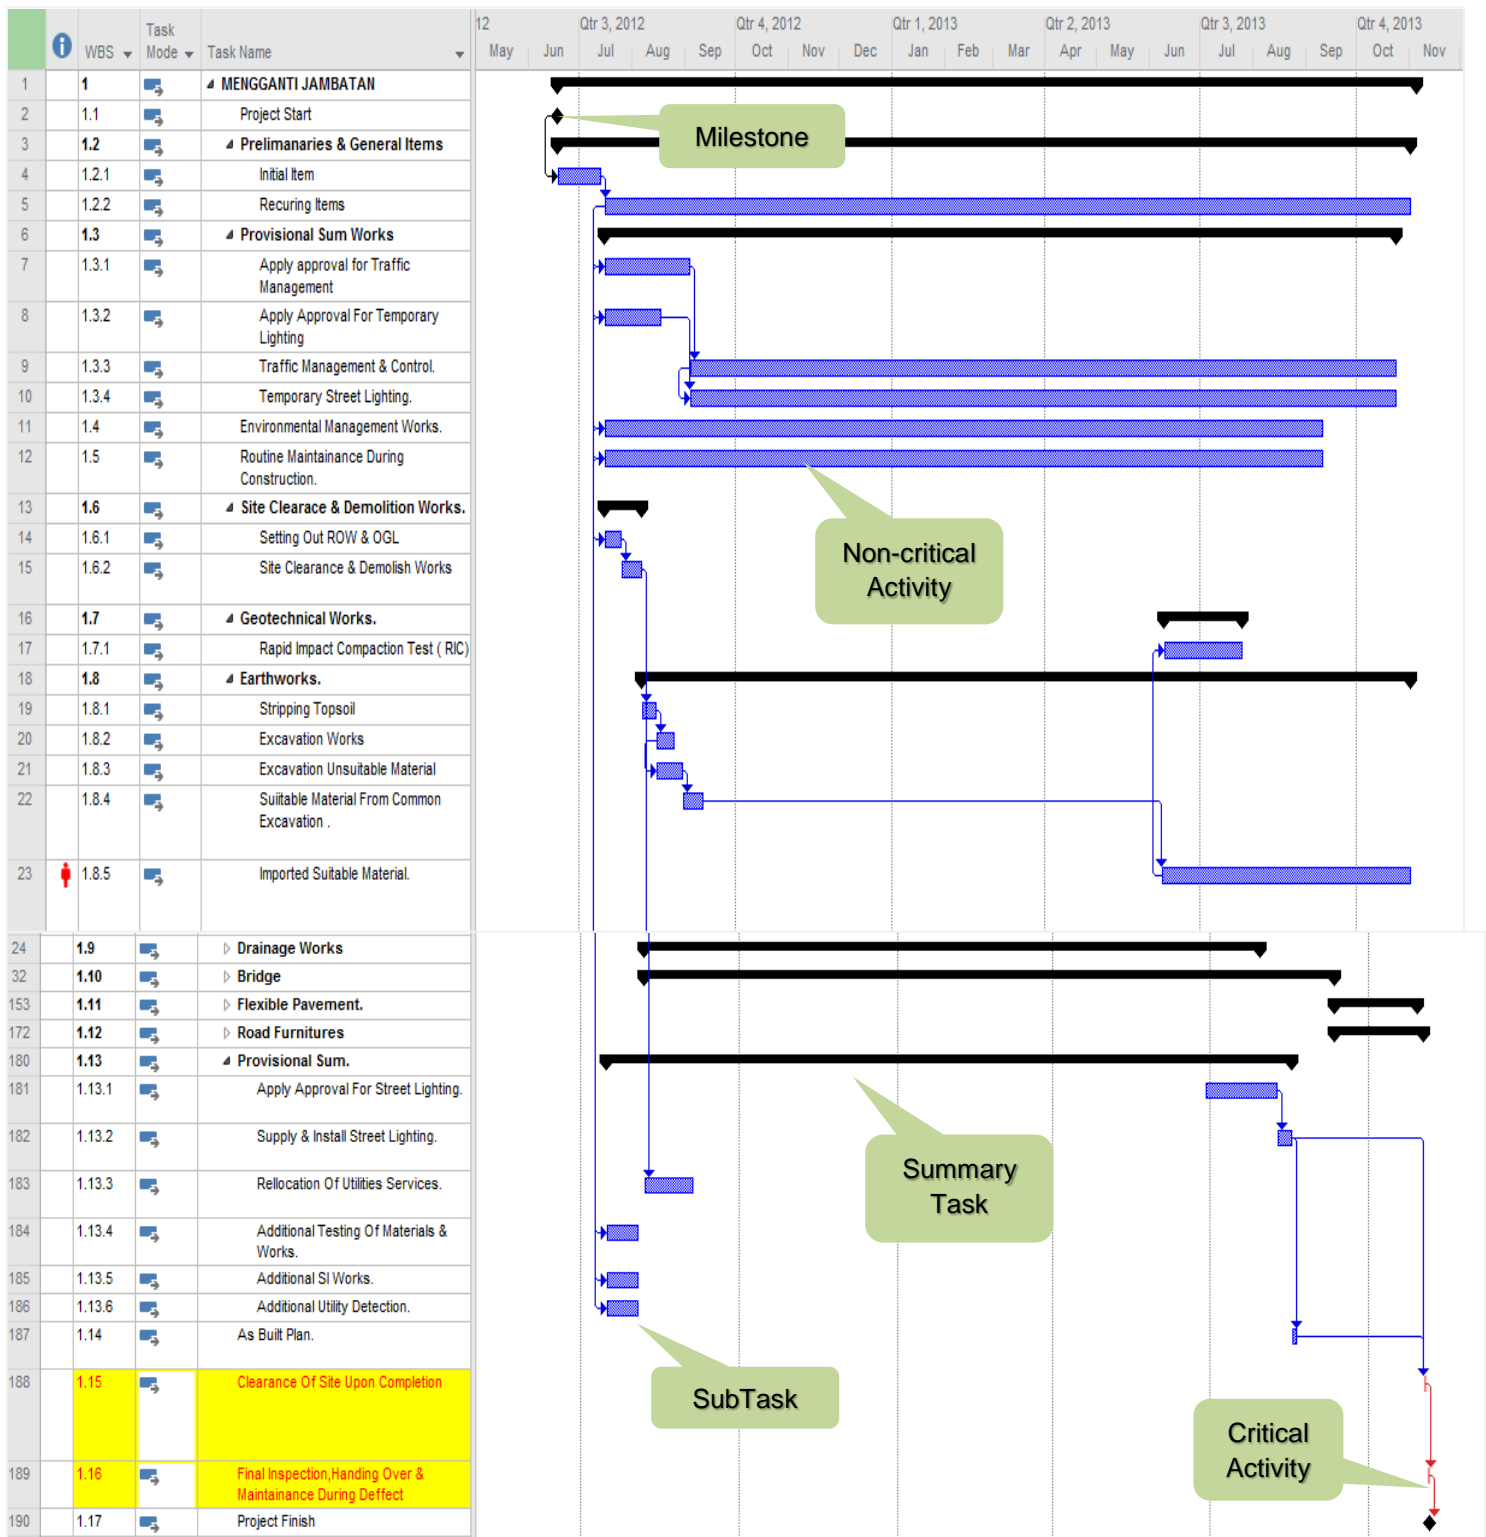 12 Qtr 3, 2012 Qtr 4, 2012 Qtr 1, 2013 Qtr 2, 2013 Qtr 3, 2013 Qtr 4, 2013
WBS Task Mode Task Name May Jun Jul Aug Sep Oct Nov Dec Jan Feb Mar Apr May Jun Jul Aug Sep Oct Nov
1 1 MENGGANTI JAMBATAN
2 1.1 Project Start
Milestone
3 1.2 Prelimanaries & General Items
4 1.2.1 Initial Item
5 1.2.2 Recuring Items
6 1.3 Provisional Sum Works
7 1.3.1 Apply approval for Traffic
Management
8 1.3.2 Apply Approval For Temporary
Lighting
9 1.3.3 Traffic Management & Control.
10 1.3.4 Temporary Street Lighting.
11 1.4 Environmental Management Works.
12 1.5 Routine Maintainance During
Construction.
13 1.6 Site Clearace & Demolition Works.
14 1.6.1 Setting Out ROW & OGL
Non-critical
Activity
15 1.6.2 Site Clearance & Demolish Works
16 1.7 Geotechnical Works.
17 1.7.1 Rapid Impact Compaction Test ( RIC)
18 1.8 Earthworks.
19 1.8.1 Stripping Topsoil
20 1.8.2 Excavation Works
21 1.8.3 Excavation Unsuitable Material
22 1.8.4 Suiitable Material From Common
Excavation .
23 1.8.5 Imported Suitable Material.
24 1.9 Drainage Works
32 1.10 Bridge
153 1.11 Flexible Pavement.
172 1.12 Road Furnitures
180 1.13 Provisional Sum.
181 1.13.1 Apply Approval For Street Lighting.
182 1.13.2 Supply & Install Street Lighting.
Summary
Task
183 1.13.3 Rellocation Of Utilities Services.
184 1.13.4 Additional Testing Of Materials &
Works.
185 1.13.5 Additional SI Works.
186 1.13.6 Additional Utility Detection.
187 1.14 As Built Plan.
188 1.15 Clearance Of Site Upon Completion
SubTask
Critical
Activity
189 1.16 Final Inspection,Handing Over &
Maintainance During Deffect
190 1.17 Project Finish